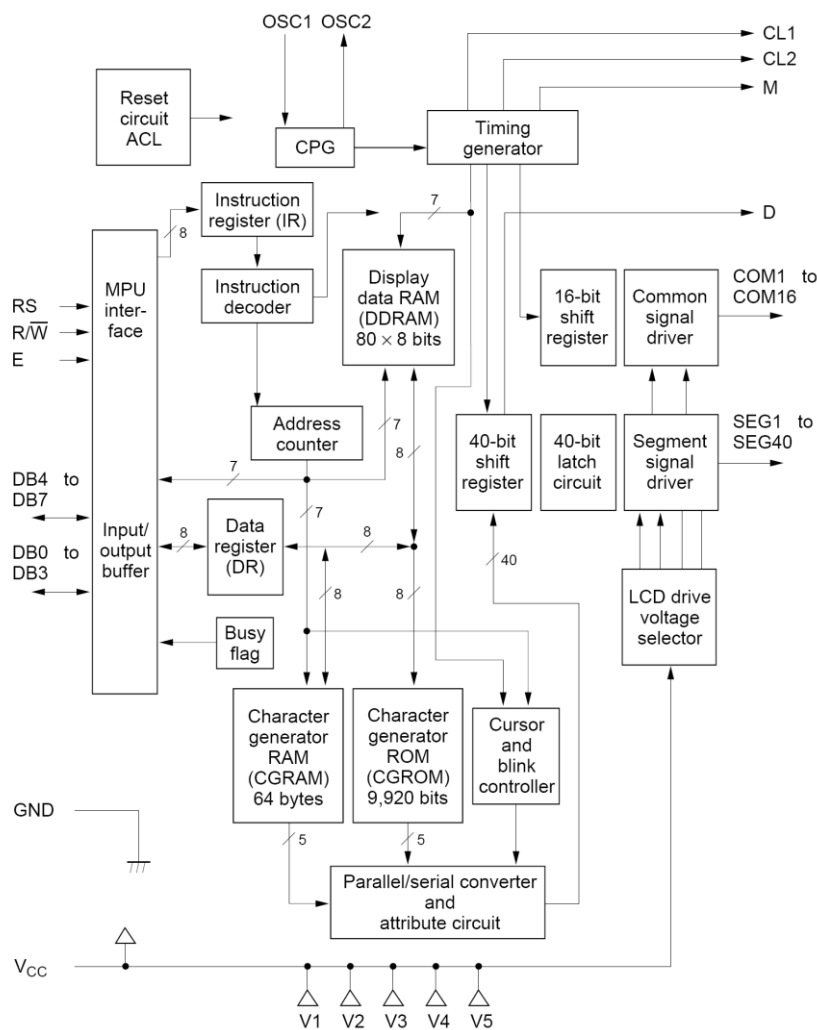 OSC1 OSC2
CL1
CL2
M
Reset
circuit
ACL
CPG
Timing
generator
Instruction
register (IR)
7
D
8
MPU
inter-
face
Instruction
decoder
Display
data RAM
(DDRAM)
80 × 8 bits
16-bit
shift
register
Common
signal
driver
COM1 to
COM16
RS
R/W̅
E
Address
counter
7
8
40-bit
shift
register
40-bit
latch
circuit
Segment
signal
driver
SEG1 to
SEG40
7
7
DB4 to
DB7
Input/
output
buffer
8
Data
register
(DR)
8
8
8
40
DB0 to
DB3
LCD drive
voltage
selector
Busy
flag
Character
generator
RAM
(CGRAM)
64 bytes
Character
generator
ROM
(CGROM)
9,920 bits
Cursor
and
blink
controller
GND
5
5
Parallel/serial converter
and
attribute circuit
VCC
V1 V2 V3 V4 V5